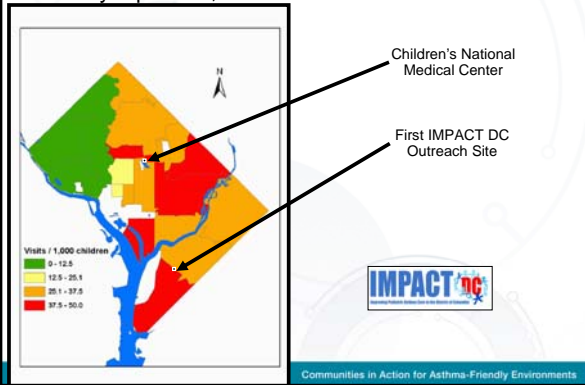 N
Children's National
Medical Center
First IMPACT DC
Outreach Site
Visits / 1,000 children
0 - 12.5
12.5 - 25.1
25.1 - 37.5
37.5 - 50.0
IMPACT DC
Communities in Action for Asthma-Friendly Environments